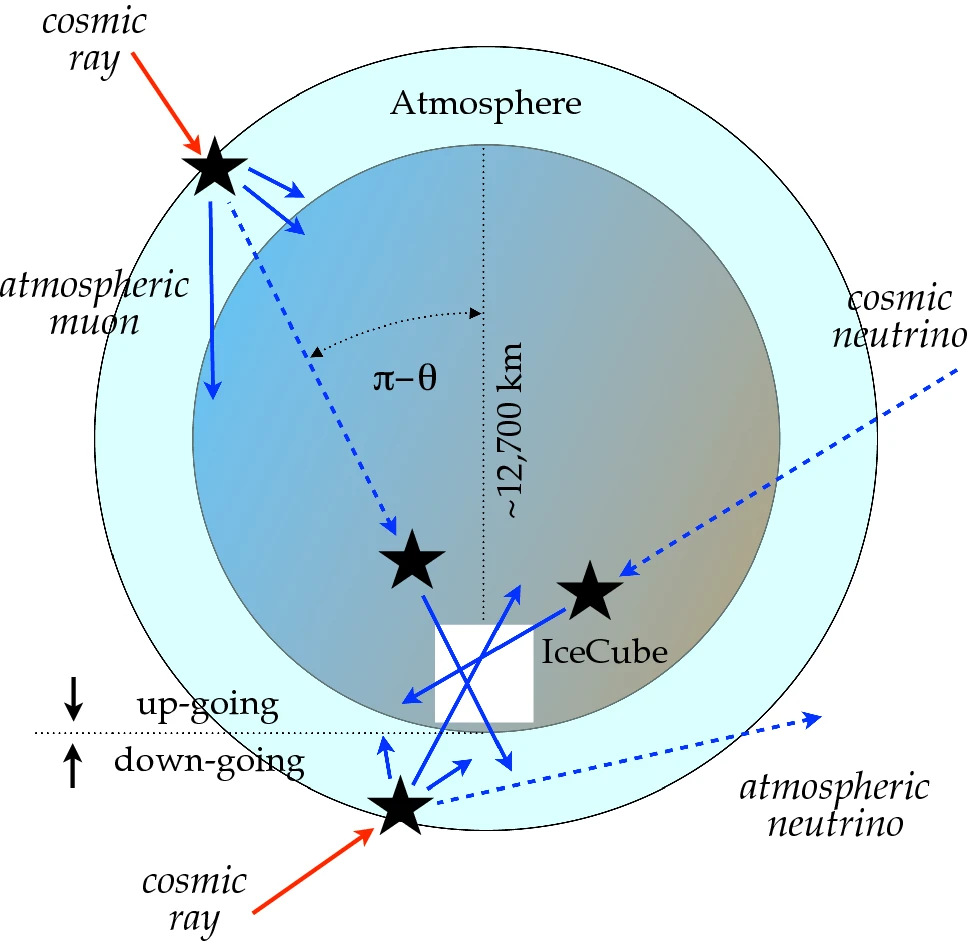 cosmic
ray
Atmosphere
atmospheric
muon
cosmic
neutrino
π−θ
~12,700 km
IceCube
up-going
down-going
atmospheric
neutrino
cosmic
ray